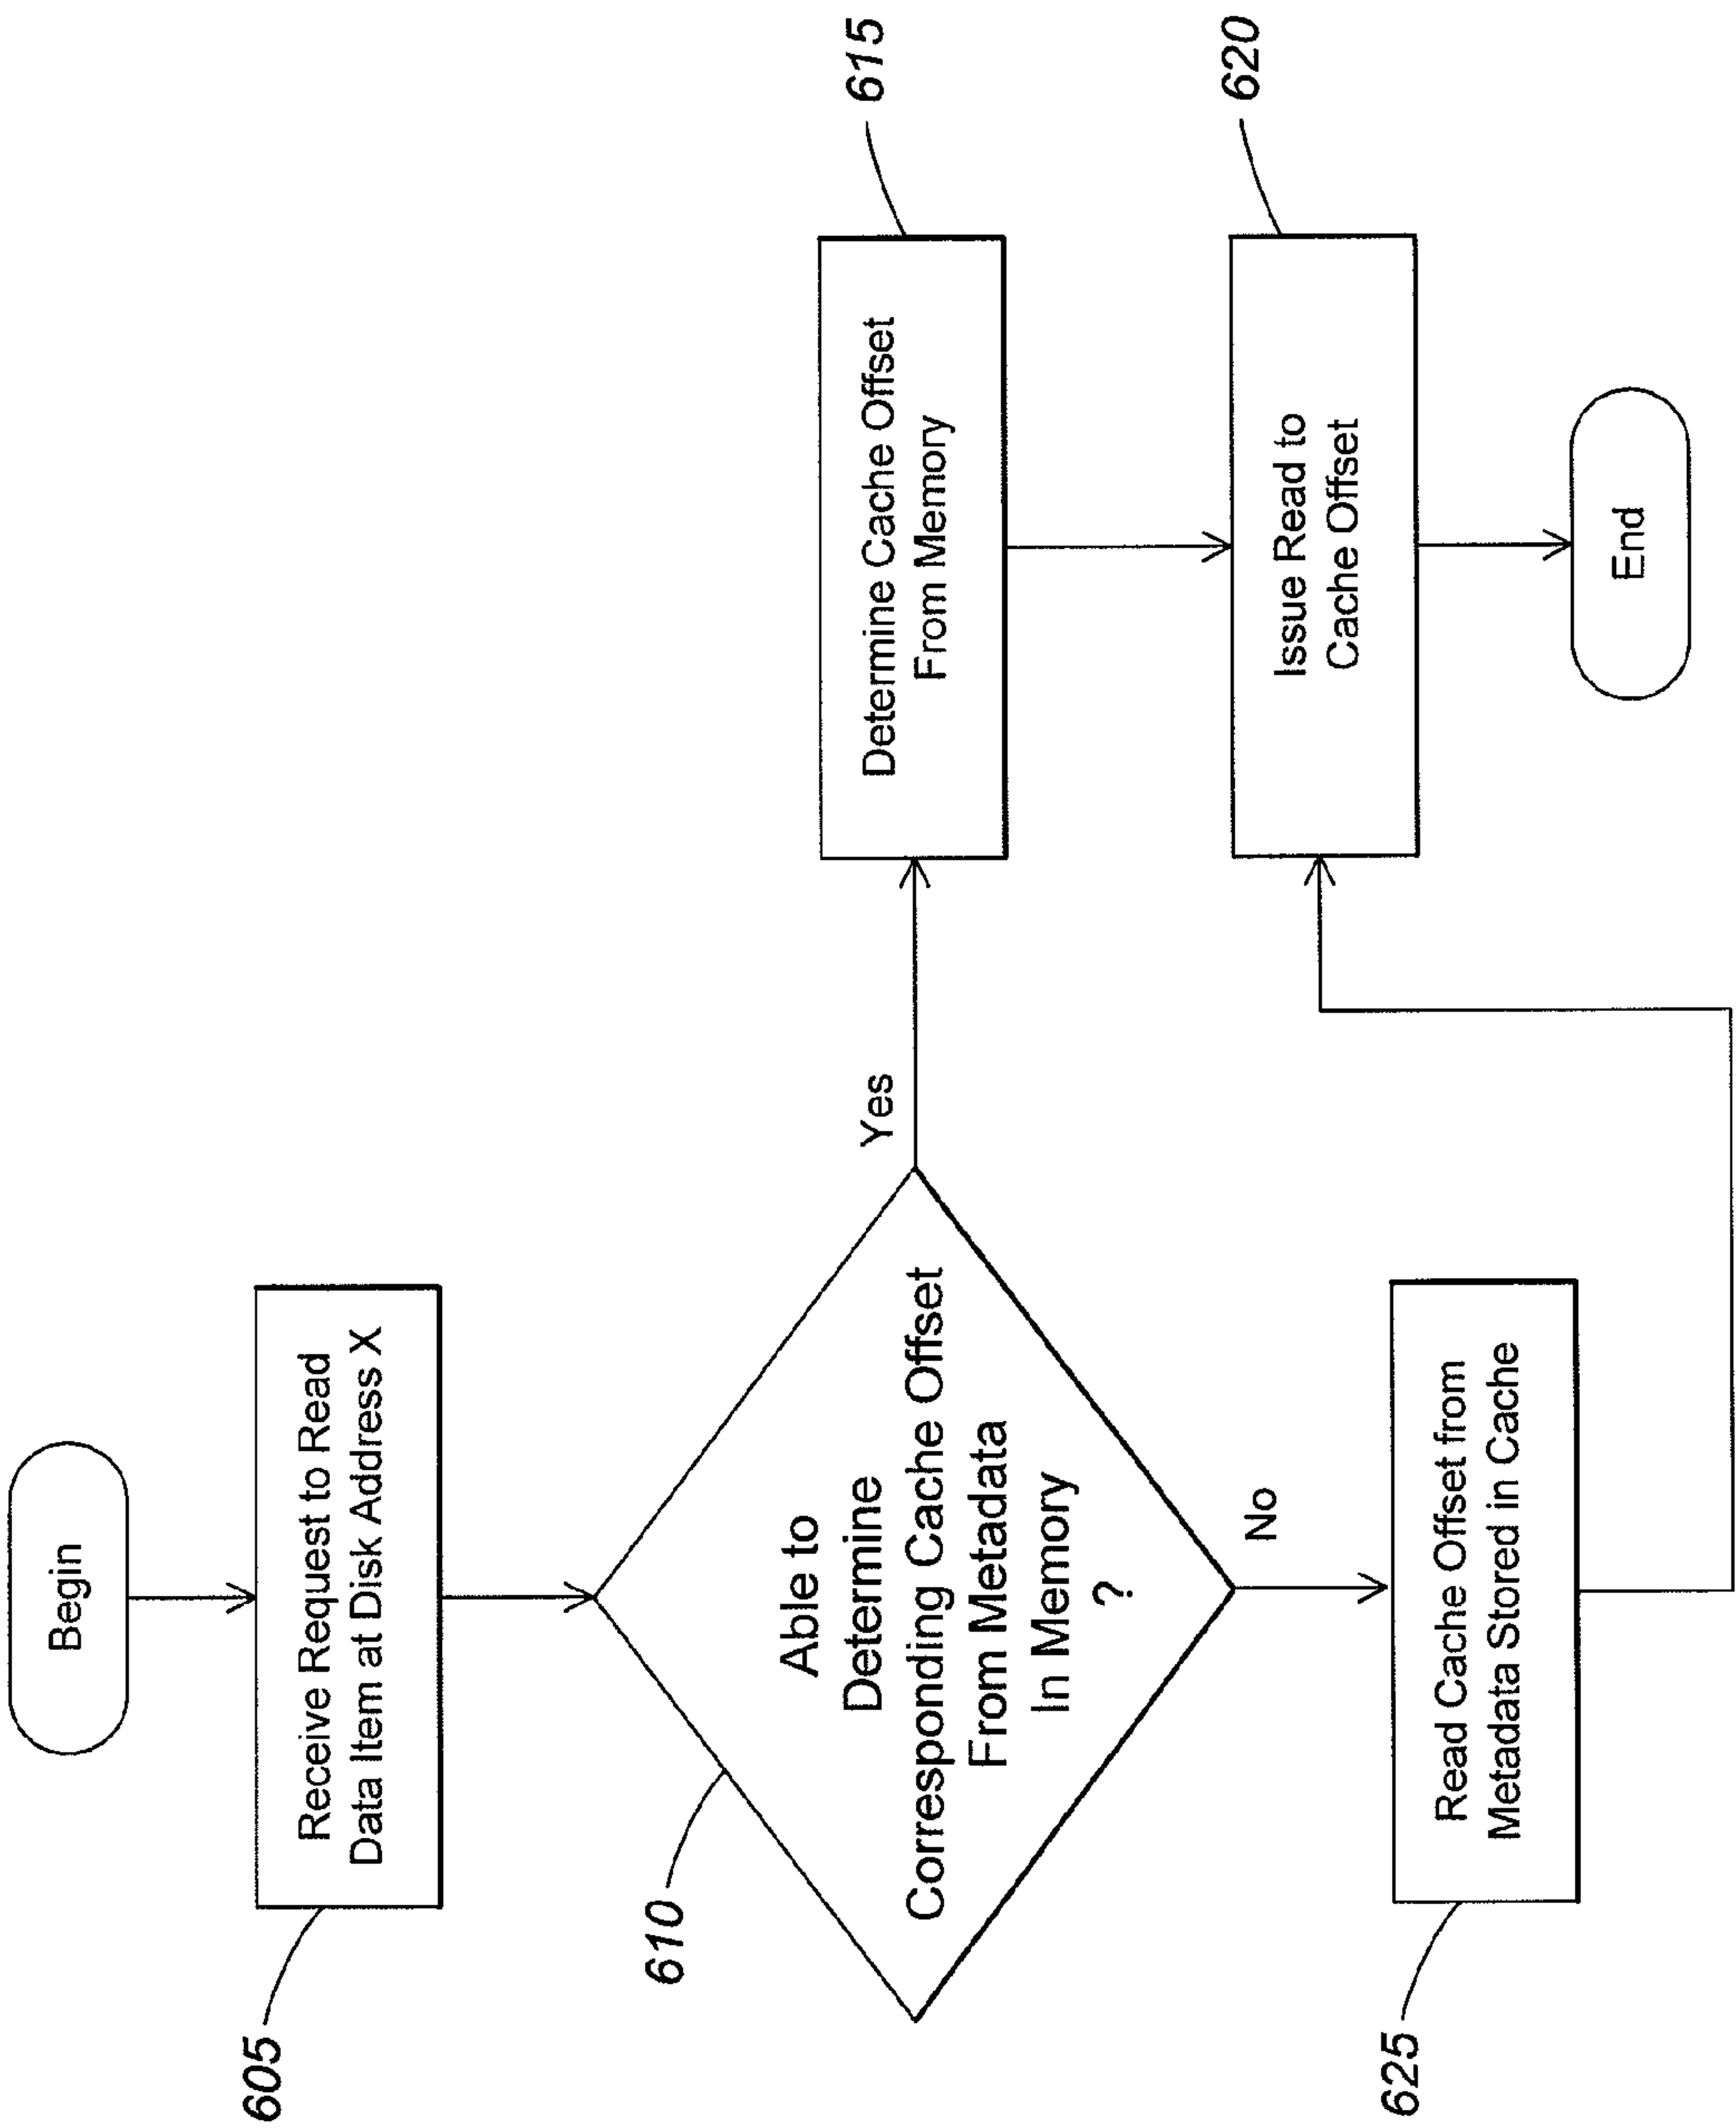 Begin
605
Receive Request to Read
Data Item at Disk Address X
610
Able to
Determine
Corresponding Cache Offset
From Metadata
In Memory
?
Yes
615
Determine Cache Offset
From Memory
620
Issue Read to
Cache Offset
End
No
625
Read Cache Offset from
Metadata Stored in Cache